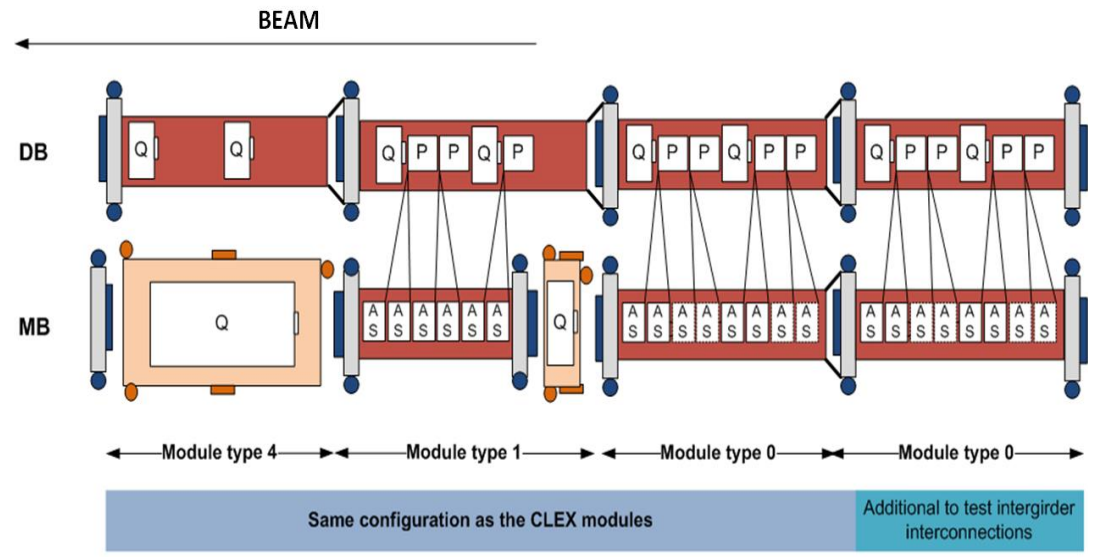 BEAM
DB
Q Q Q P P Q P Q P P Q P P Q P P Q P P
MB
Q A S A S A S A S A S A S Q A S A S A S A S A S A S A S A S A S A S A S A S A S A S A S A S
Module type 4 Module type 1 Module type 0 Module type 0
Same configuration as the CLEX modules
Additional to test intergirder
interconnections